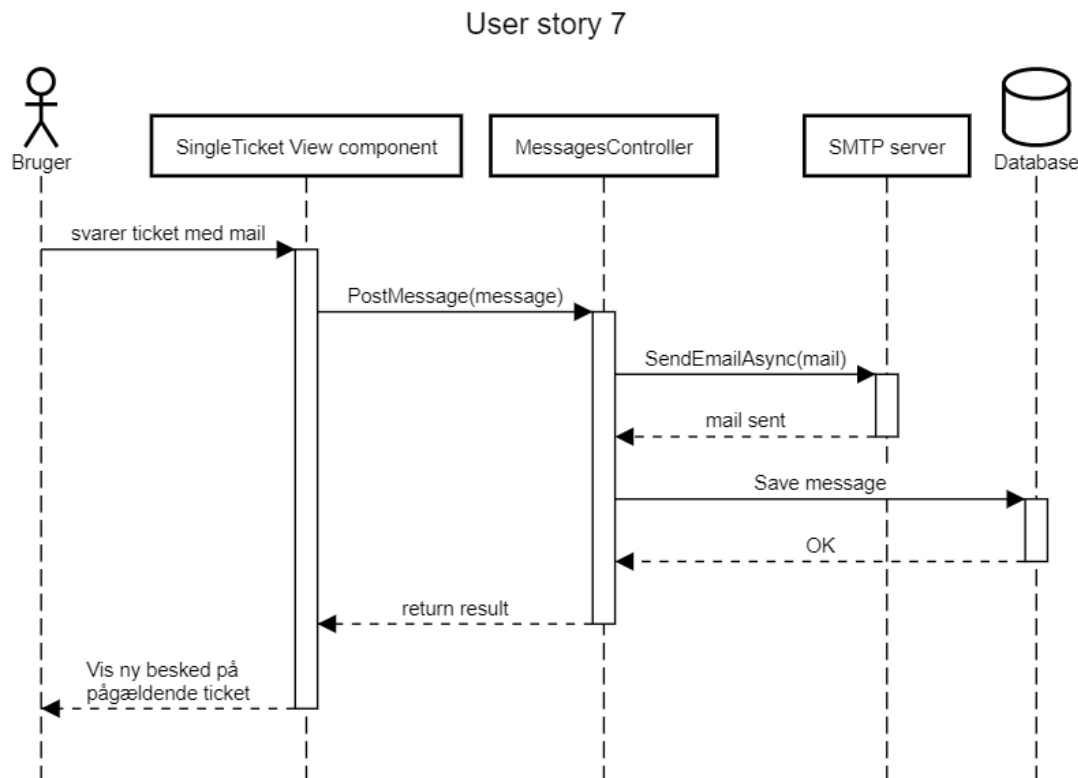 User story 7
Bruger
SingleTicket View component
MessagesController
SMTP server
Database
svarer ticket med mail
PostMessage(message)
SendEmailAsync(mail)
mail sent
Save message
OK
return result
Vis ny besked på
pågældende ticket